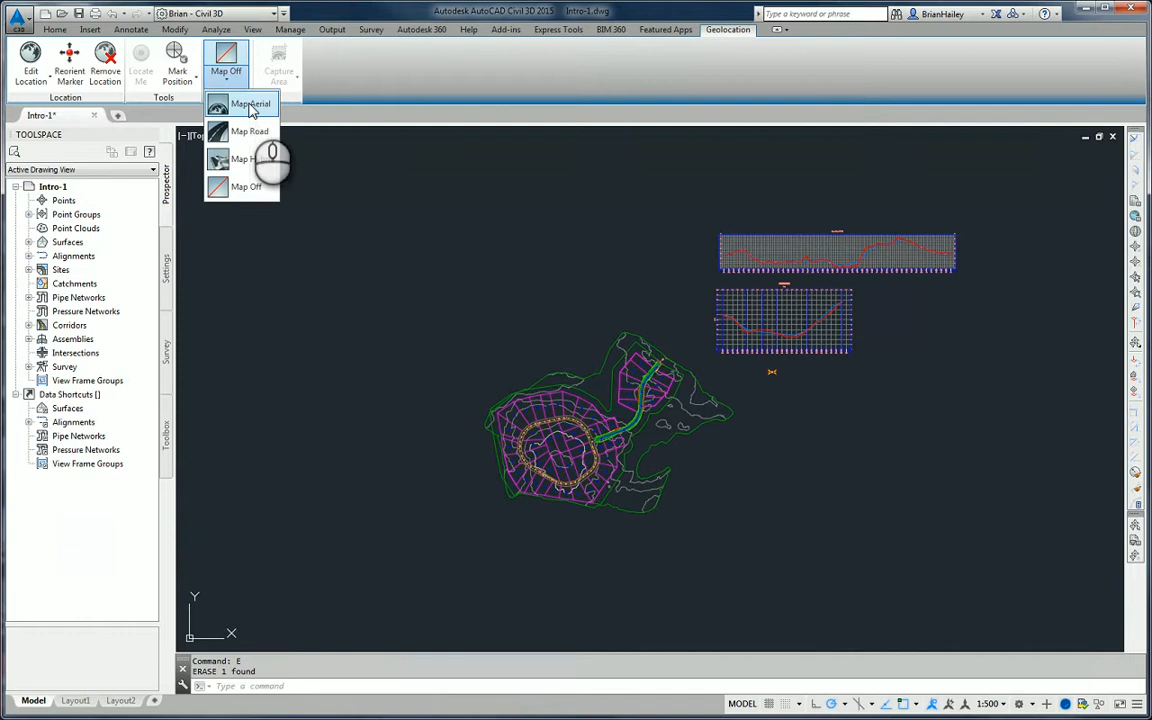 Brian - Civil 3D
Autodesk AutoCAD Civil 3D 2015 Intro-1.dwg
Type a keyword or phrase
BrianHailey
Home Insert Annotate Modify Analyze View Manage Output Survey Autodesk 360 Help Add-ins Express Tools BIM 360 Featured Apps Geolocation
Edit Location
Reorient Marker
Remove Location
Locate Me
Mark Position
Map Off
Capture Area
Location
Tools
Map Aerial
Map Road
Map H
Map Off
Intro-1*
TOOLSPACE
Active Drawing View
Intro-1
Points
Point Groups
Point Clouds
Surfaces
Alignments
Sites
Catchments
Pipe Networks
Pressure Networks
Corridors
Assemblies
Intersections
Survey
View Frame Groups
Data Shortcuts []
Surfaces
Alignments
Pipe Networks
Pressure Networks
View Frame Groups
Prospector
Settings
Survey
Toolbox
[−][To
Y
X
Command: E
ERASE 1 found
Type a command
Model Layout1 Layout2
MODEL
1:500